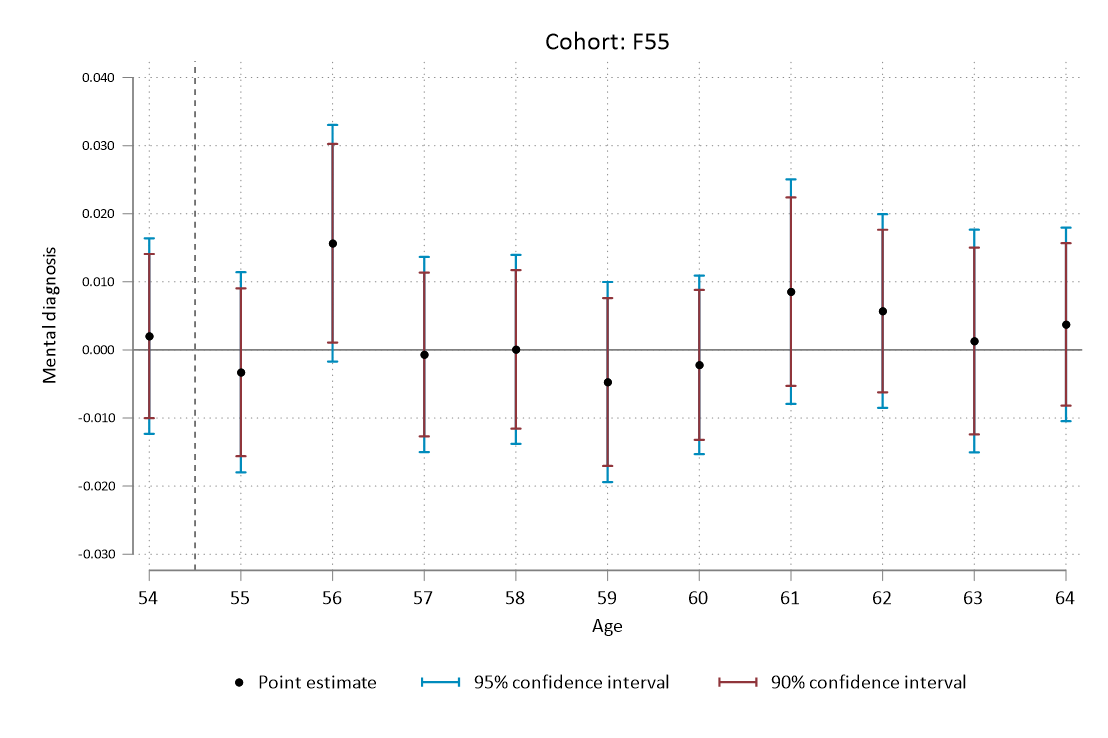 Cohort: F55
0.040
0.030
0.020
0.010
0.000
-0.010
-0.020
-0.030
Mental diagnosis
54 55 56 57 58 59 60 61 62 63 64
Age
Point estimate 95% confidence interval 90% confidence interval